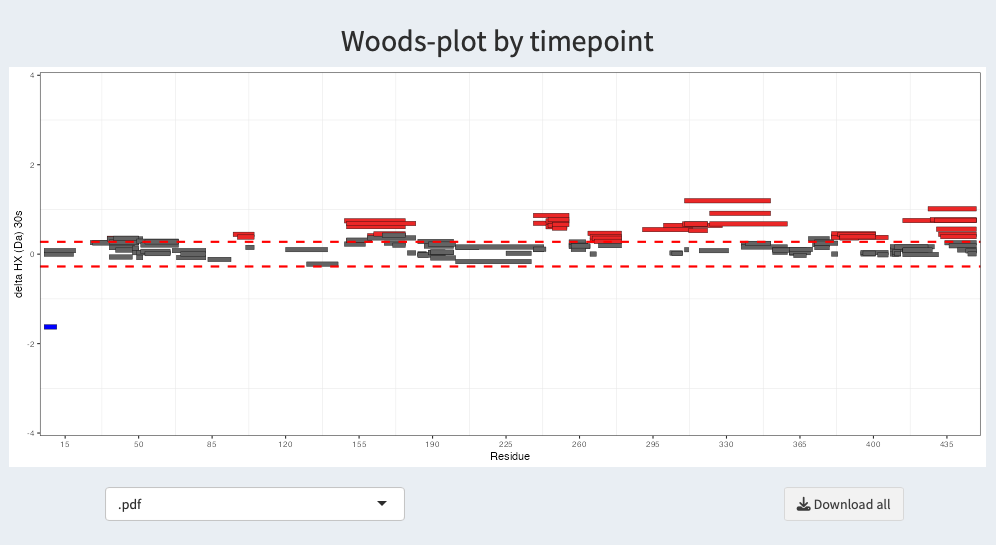 Woods-plot by timepoint
4
2
0
-2
-4
delta HX (Da) 30s
15 50 85 120 155 190 225 260 295 330 365 400 435
Residue
.pdf
Download all